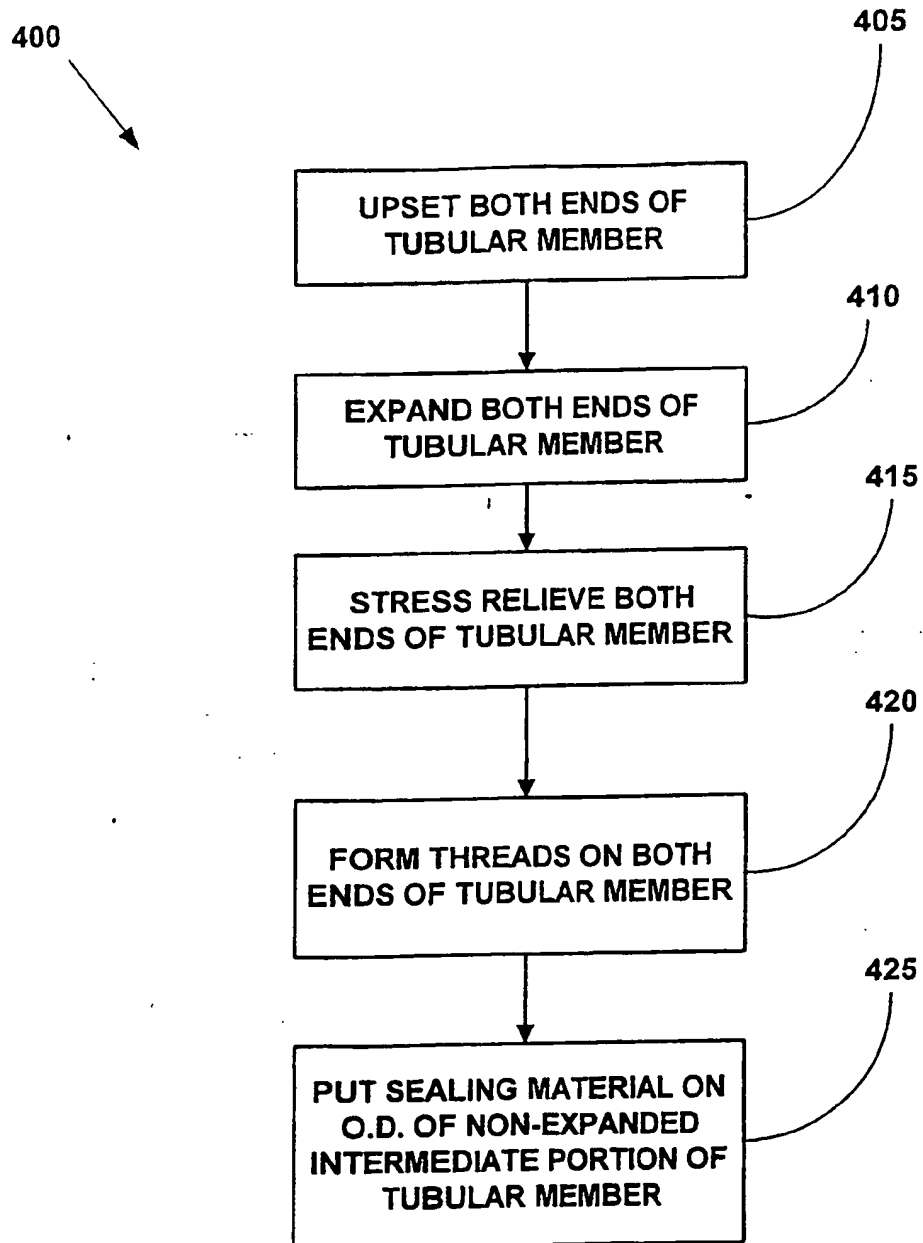 400
405
UPSET BOTH ENDS OF
TUBULAR MEMBER
410
EXPAND BOTH ENDS OF
TUBULAR MEMBER
415
STRESS RELIEVE BOTH
ENDS OF TUBULAR MEMBER
420
FORM THREADS ON BOTH
ENDS OF TUBULAR MEMBER
425
PUT SEALING MATERIAL ON
O.D. OF NON-EXPANDED
INTERMEDIATE PORTION OF
TUBULAR MEMBER